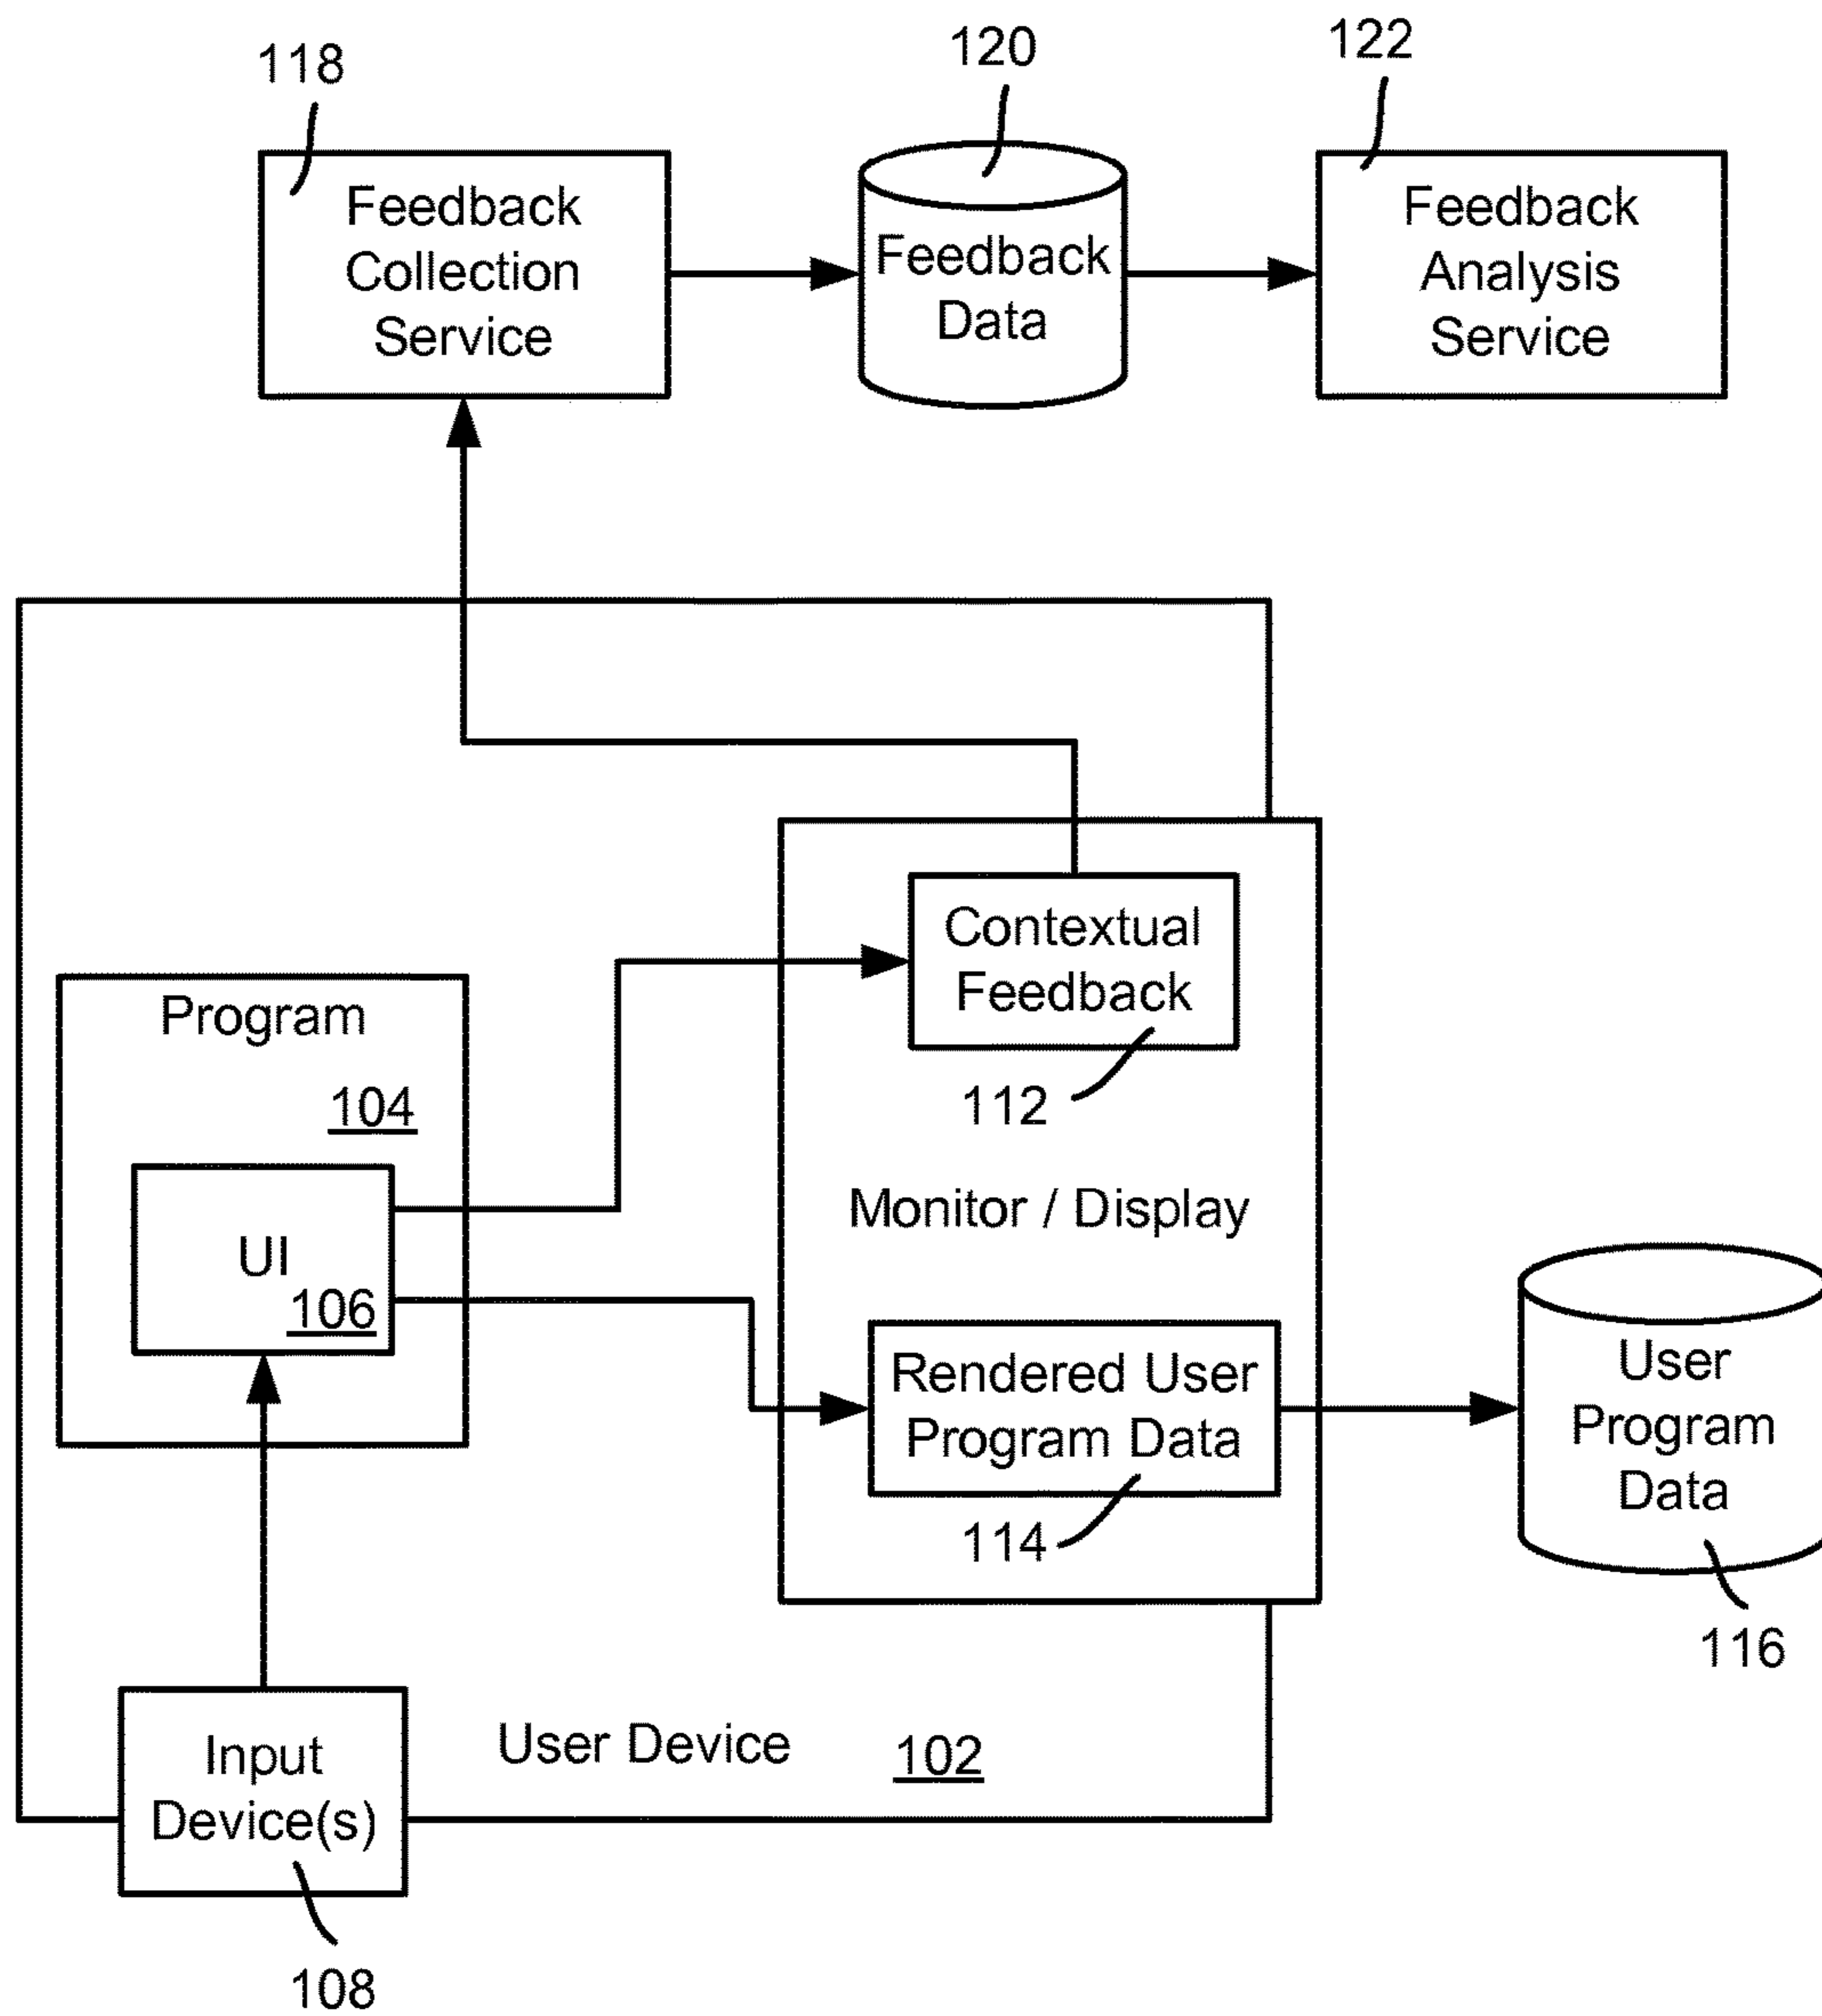 118
120
122
Feedback
Collection
Service
Feedback
Data
Feedback
Analysis
Service
Contextual
Feedback
112
Program
104
UI
106
Monitor / Display
Rendered User
Program Data
114
User
Program
Data
116
User Device 102
Input
Device(s)
108